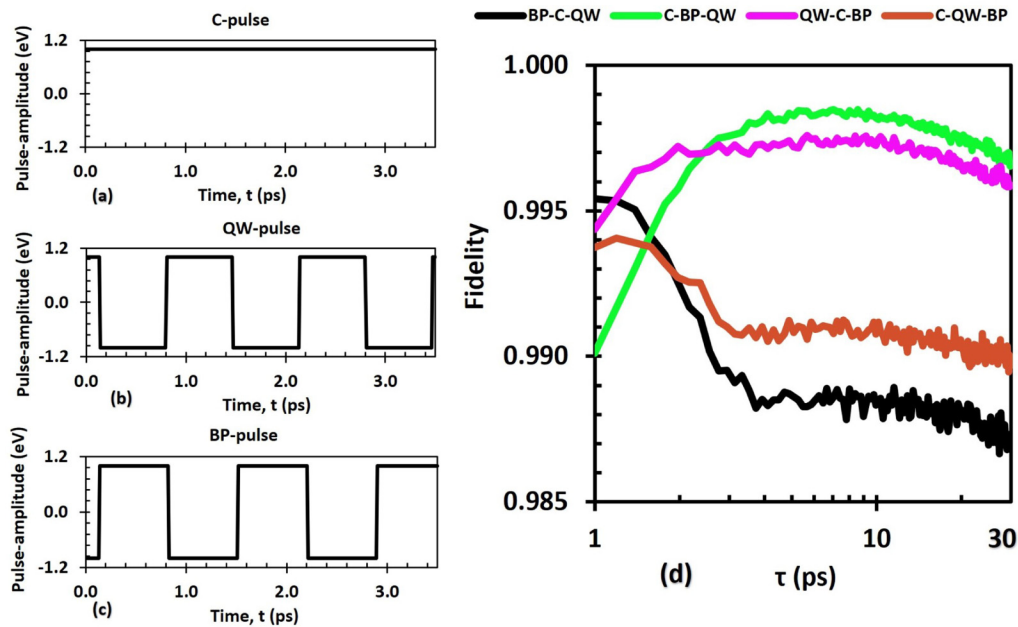 C-pulse
Pulse-amplitude (eV)
1.2
0.0
-1.2
0.0 1.0 2.0 3.0
Time, t (ps)
(a)
QW-pulse
Pulse-amplitude (eV)
1.2
0.0
-1.2
0.0 1.0 2.0 3.0
Time, t (ps)
(b)
BP-pulse
Pulse-amplitude (eV)
1.2
0.0
-1.2
0.0 1.0 2.0 3.0
Time, t (ps)
(c)
BP-C-QW C-BP-QW QW-C-BP C-QW-BP
Fidelity
1.000
0.995
0.990
0.985
1 10 30
(d) τ (ps)